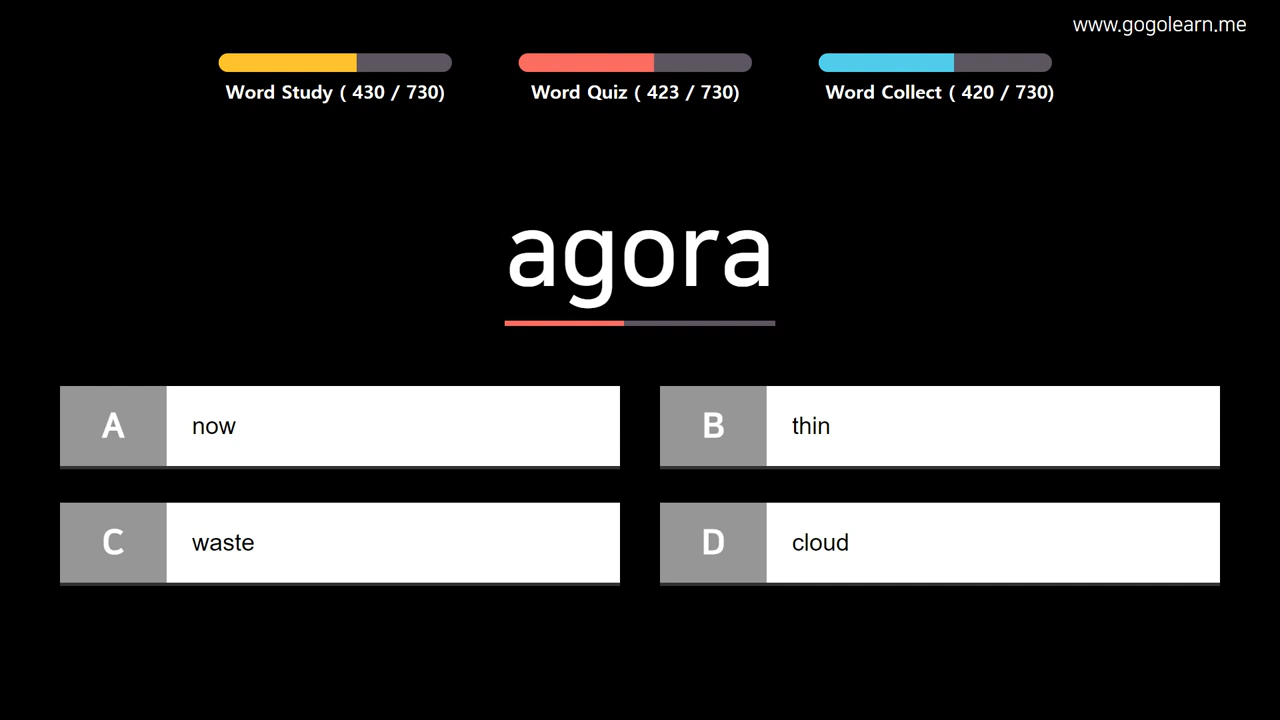 www.gogolearn.me
Word Study ( 430 / 730)
Word Quiz ( 423 / 730)
Word Collect ( 420 / 730)
agora
A now
B thin
C waste
D cloud